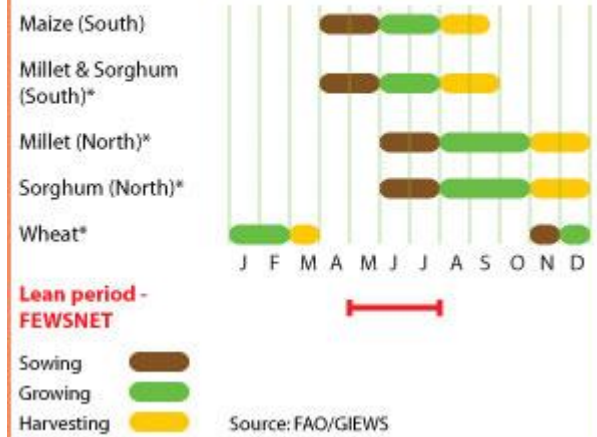 Maize (South)
Millet & Sorghum
(South)*
Millet (North)*
Sorghum (North)*
Wheat*
J F M A M J J A S O N D
Lean period -
FEWSNET
Sowing
Growing
Harvesting
Source: FAO/GIEWS